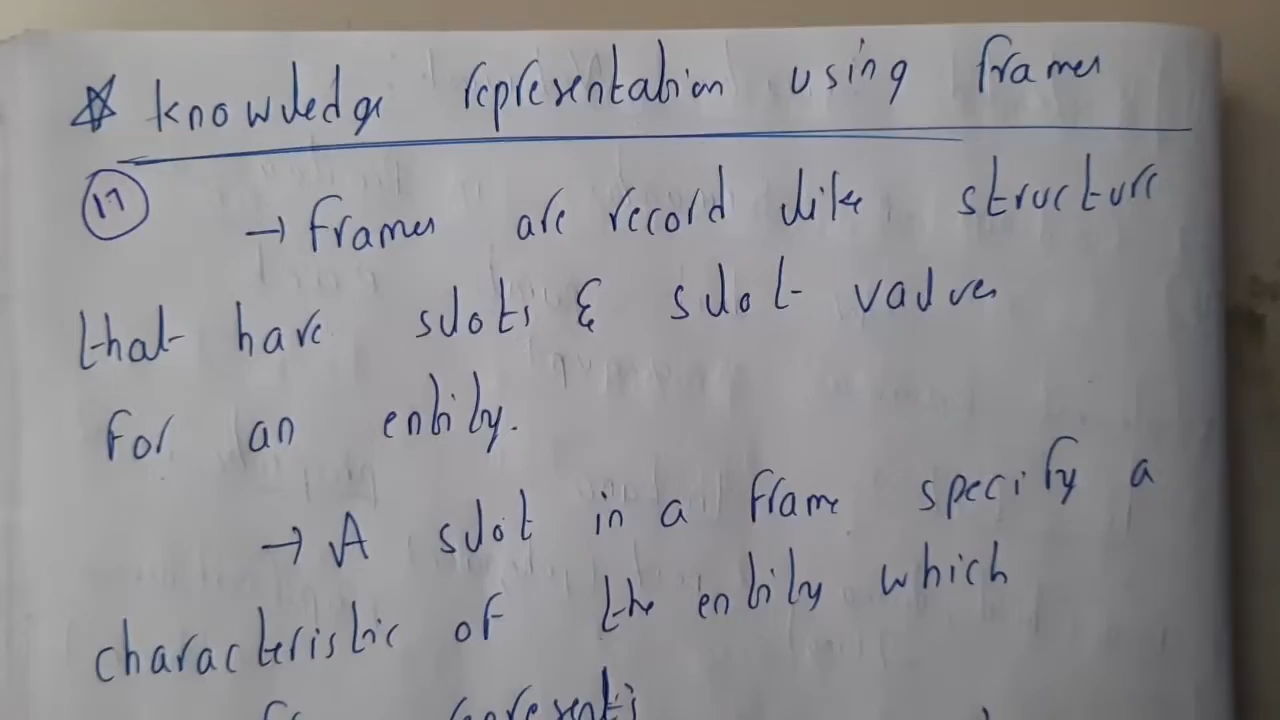 ☆ knowledge representation using frames
17
→ frames are record like structure
that have slots & slot values
for an entity.
→ A slot in a frame specify a
characteristic of the entity which
represents